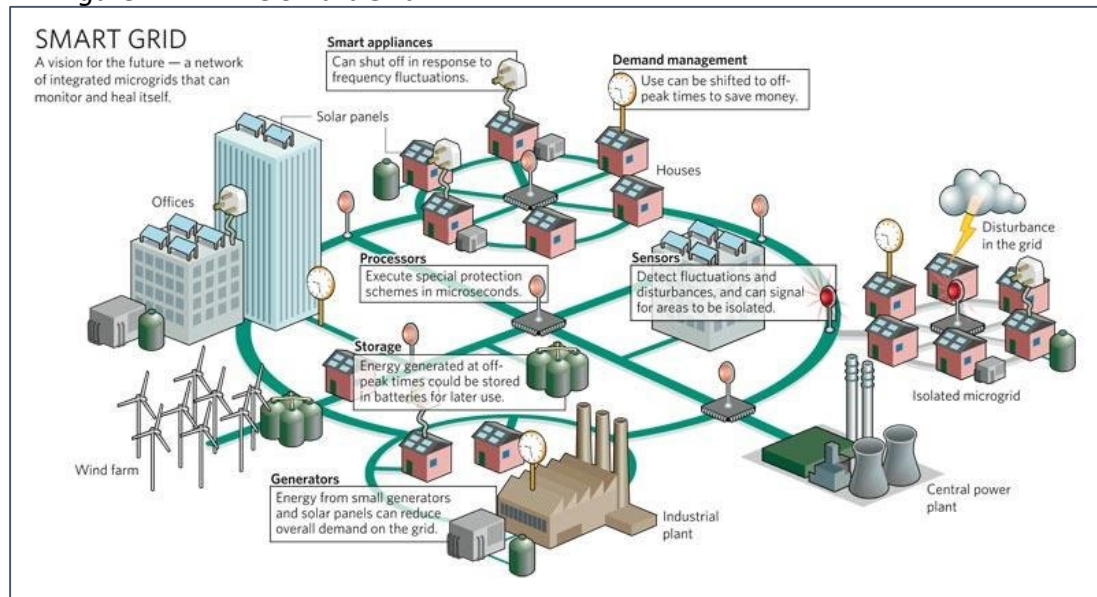 SMART GRID
A vision for the future — a network
of integrated microgrids that can
monitor and heal itself.
Smart appliances
Can shut off in response to
frequency fluctuations.
Demand management
Use can be shifted to off-
peak times to save money.
Solar panels
Houses
Offices
Disturbance
in the grid
Processors
Execute special protection
schemes in microseconds.
Sensors
Detect fluctuations and
disturbances, and can signal
for areas to be isolated.
Storage
Energy generated at off-
peak times could be stored
in batteries for later use.
Isolated microgrid
Wind farm
Generators
Energy from small generators
and solar panels can reduce
overall demand on the grid.
Industrial
plant
Central power
plant